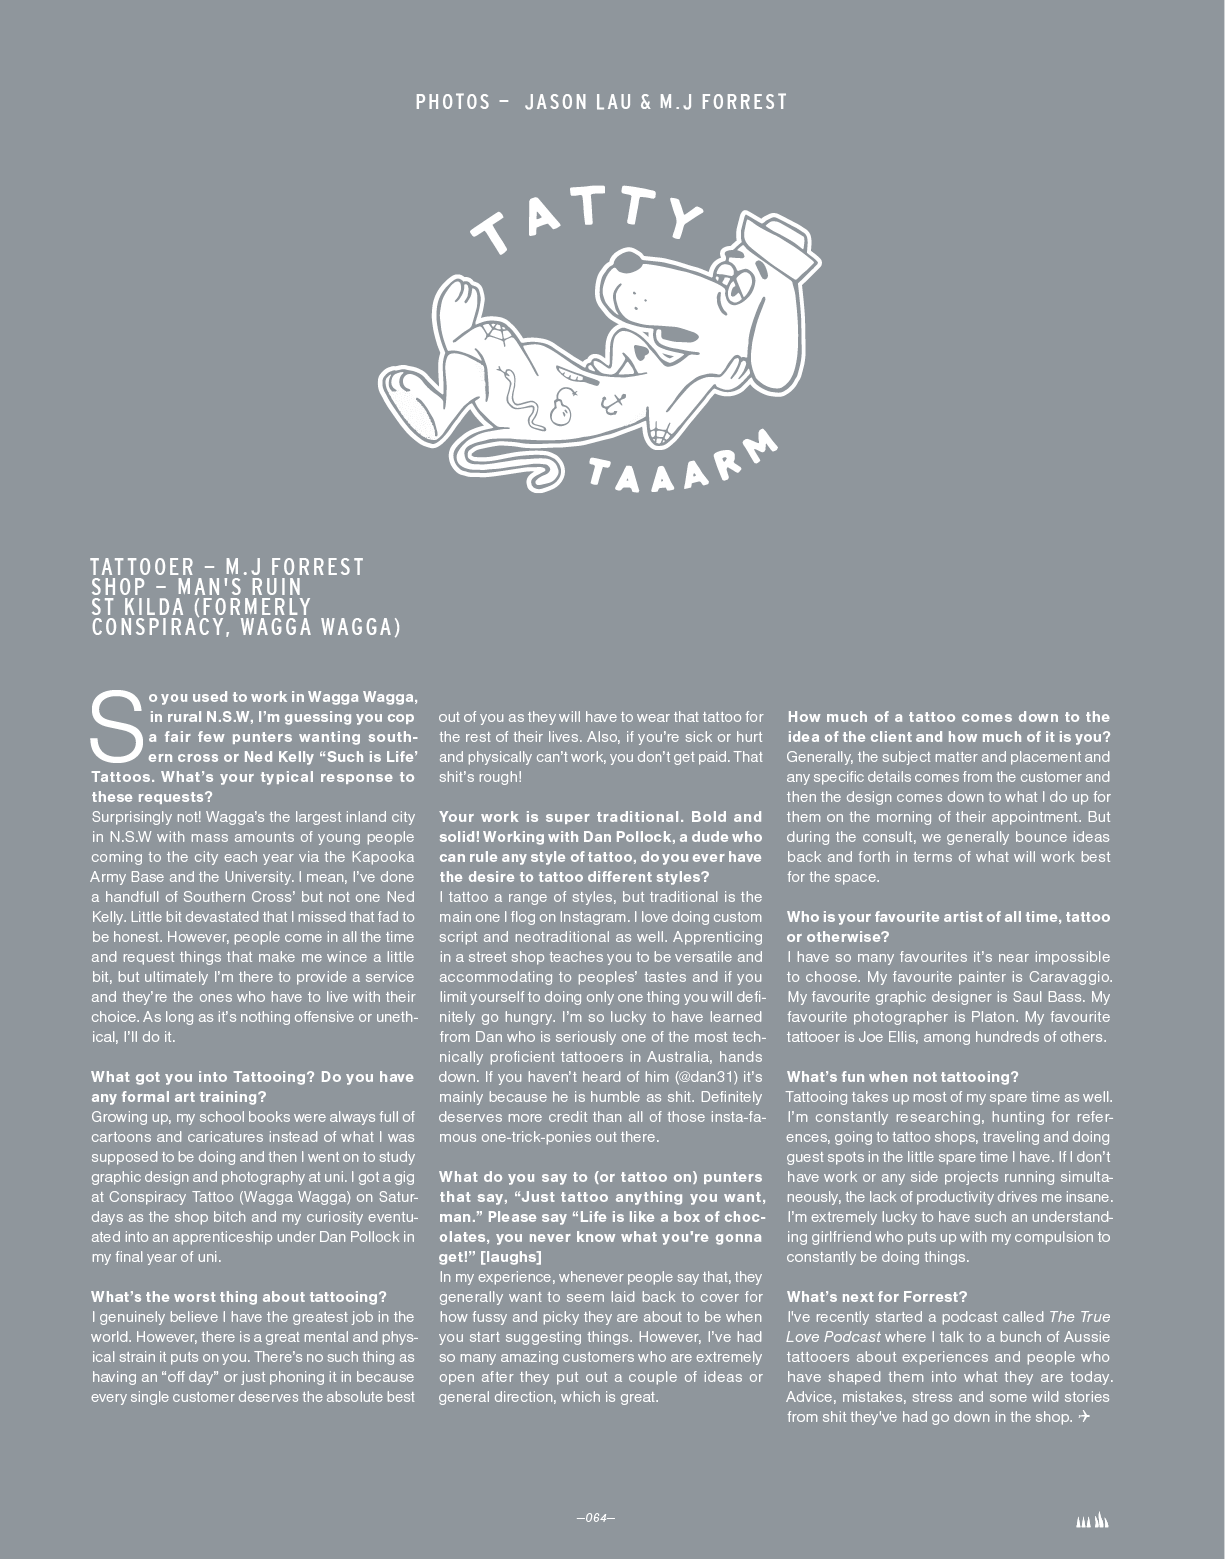 PHOTOS – JASON LAU & M.J FORREST
TATTY
TAAARM
TATTOOER – M.J FORREST
SHOP – MAN'S RUIN
ST KILDA (FORMERLY
CONSPIRACY, WAGGA WAGGA)
So you used to work in Wagga Wagga,
in rural N.S.W, I’m guessing you cop
a fair few punters wanting south-
ern cross or Ned Kelly “Such is Life’
Tattoos. What’s your typical response to
these requests?
Surprisingly not! Wagga’s the largest inland city
in N.S.W with mass amounts of young people
coming to the city each year via the Kapooka
Army Base and the University. I mean, I’ve done
a handfull of Southern Cross’ but not one Ned
Kelly. Little bit devastated that I missed that fad to
be honest. However, people come in all the time
and request things that make me wince a little
bit, but ultimately I’m there to provide a service
and they’re the ones who have to live with their
choice. As long as it’s nothing offensive or uneth-
ical, I’ll do it.
What got you into Tattooing? Do you have
any formal art training?
Growing up, my school books were always full of
cartoons and caricatures instead of what I was
supposed to be doing and then I went on to study
graphic design and photography at uni. I got a gig
at Conspiracy Tattoo (Wagga Wagga) on Satur-
days as the shop bitch and my curiosity eventu-
ated into an apprenticeship under Dan Pollock in
my final year of uni.
What’s the worst thing about tattooing?
I genuinely believe I have the greatest job in the
world. However, there is a great mental and phys-
ical strain it puts on you. There’s no such thing as
having an “off day” or just phoning it in because
every single customer deserves the absolute best
out of you as they will have to wear that tattoo for
the rest of their lives. Also, if you’re sick or hurt
and physically can’t work, you don’t get paid. That
shit’s rough!
Your work is super traditional. Bold and
solid! Working with Dan Pollock, a dude who
can rule any style of tattoo, do you ever have
the desire to tattoo different styles?
I tattoo a range of styles, but traditional is the
main one I flog on Instagram. I love doing custom
script and neotraditional as well. Apprenticing
in a street shop teaches you to be versatile and
accommodating to peoples’ tastes and if you
limit yourself to doing only one thing you will defi-
nitely go hungry. I’m so lucky to have learned
from Dan who is seriously one of the most tech-
nically proficient tattooers in Australia, hands
down. If you haven’t heard of him (@dan31) it’s
mainly because he is humble as shit. Definitely
deserves more credit than all of those insta-fa-
mous one-trick-ponies out there.
What do you say to (or tattoo on) punters
that say, “Just tattoo anything you want,
man.” Please say “Life is like a box of choc-
olates, you never know what you’re gonna
get!” [laughs]
In my experience, whenever people say that, they
generally want to seem laid back to cover for
how fussy and picky they are about to be when
you start suggesting things. However, I’ve had
so many amazing customers who are extremely
open after they put out a couple of ideas or
general direction, which is great.
How much of a tattoo comes down to the
idea of the client and how much of it is you?
Generally, the subject matter and placement and
any specific details comes from the customer and
then the design comes down to what I do up for
them on the morning of their appointment. But
during the consult, we generally bounce ideas
back and forth in terms of what will work best
for the space.
Who is your favourite artist of all time, tattoo
or otherwise?
I have so many favourites it’s near impossible
to choose. My favourite painter is Caravaggio.
My favourite graphic designer is Saul Bass. My
favourite photographer is Platon. My favourite
tattooer is Joe Ellis, among hundreds of others.
What’s fun when not tattooing?
Tattooing takes up most of my spare time as well.
I’m constantly researching, hunting for refer-
ences, going to tattoo shops, traveling and doing
guest spots in the little spare time I have. If I don’t
have work or any side projects running simulta-
neously, the lack of productivity drives me insane.
I’m extremely lucky to have such an understand-
ing girlfriend who puts up with my compulsion to
constantly be doing things.
What’s next for Forrest?
I've recently started a podcast called The True
Love Podcast where I talk to a bunch of Aussie
tattooers about experiences and people who
have shaped them into what they are today.
Advice, mistakes, stress and some wild stories
from shit they've had go down in the shop.
–064–